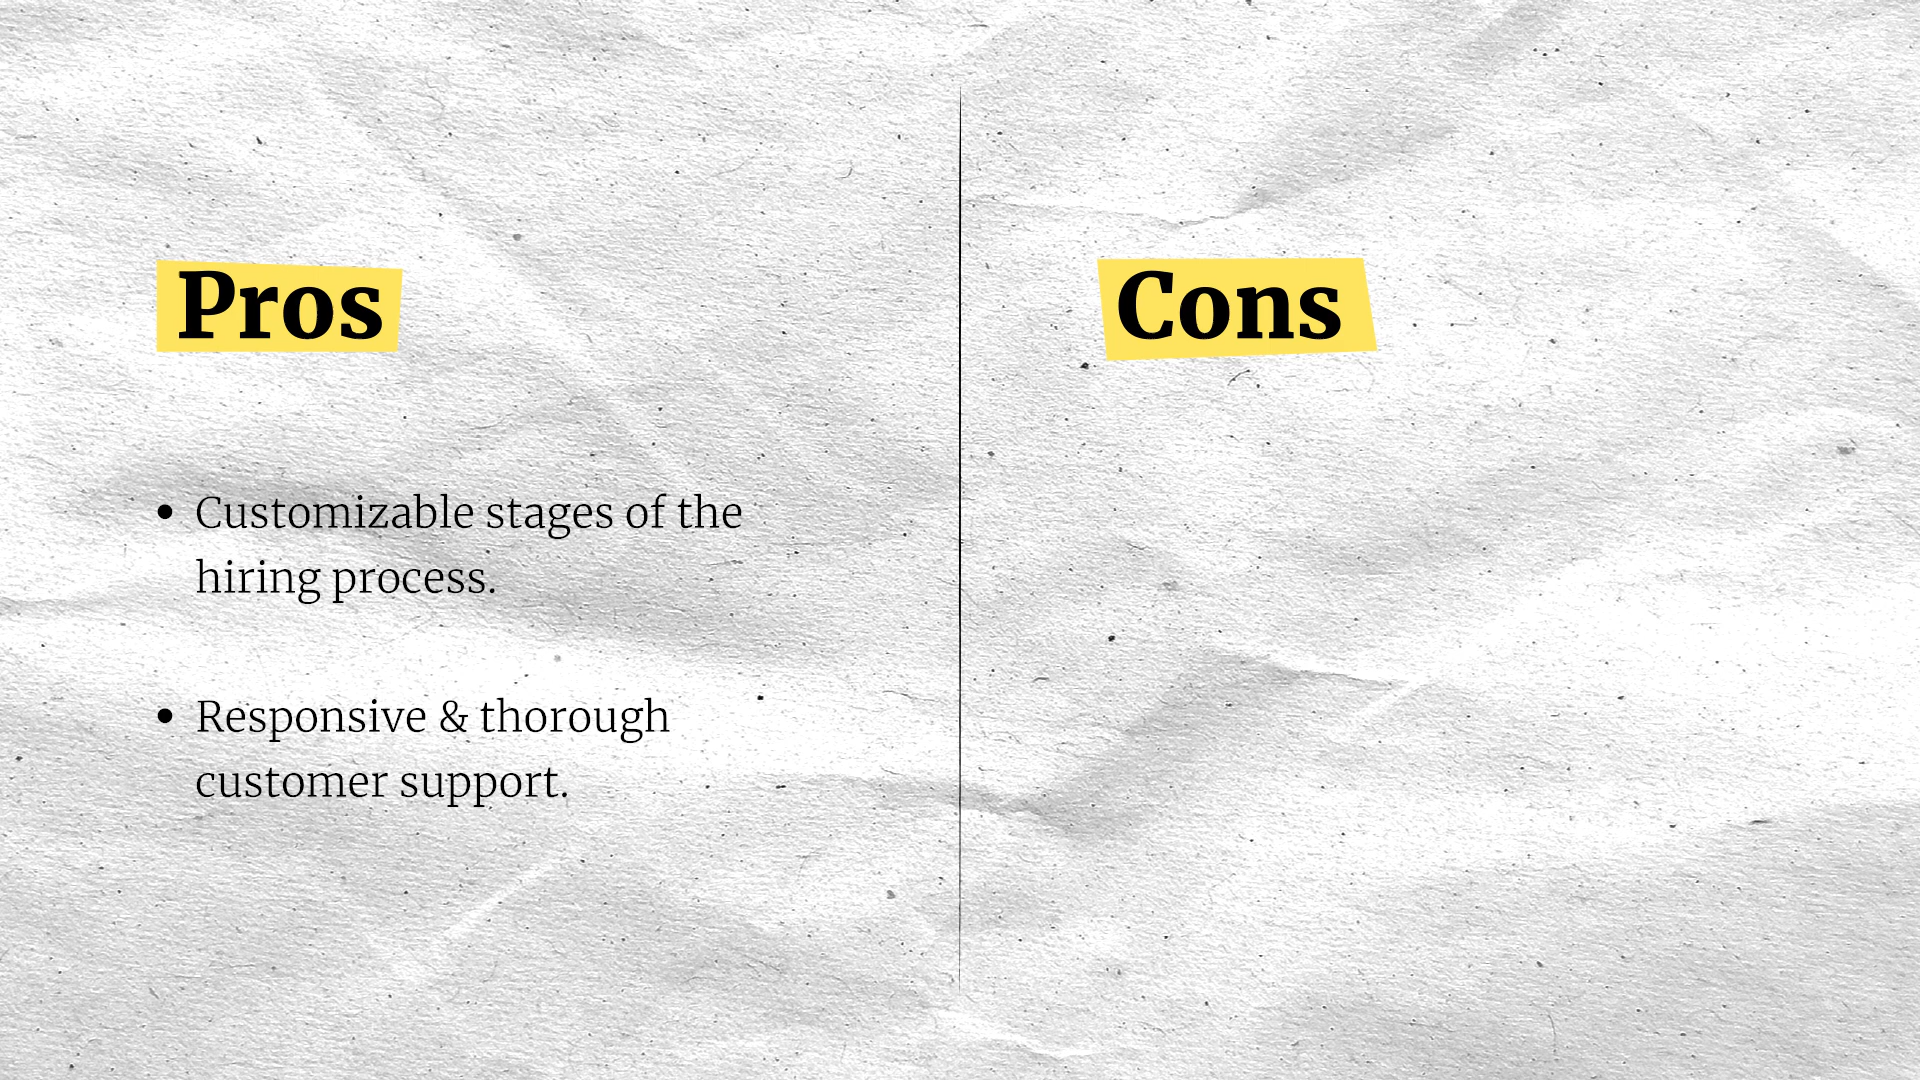 Pros
Customizable stages of the
hiring process.
Responsive & thorough
customer support.
Cons